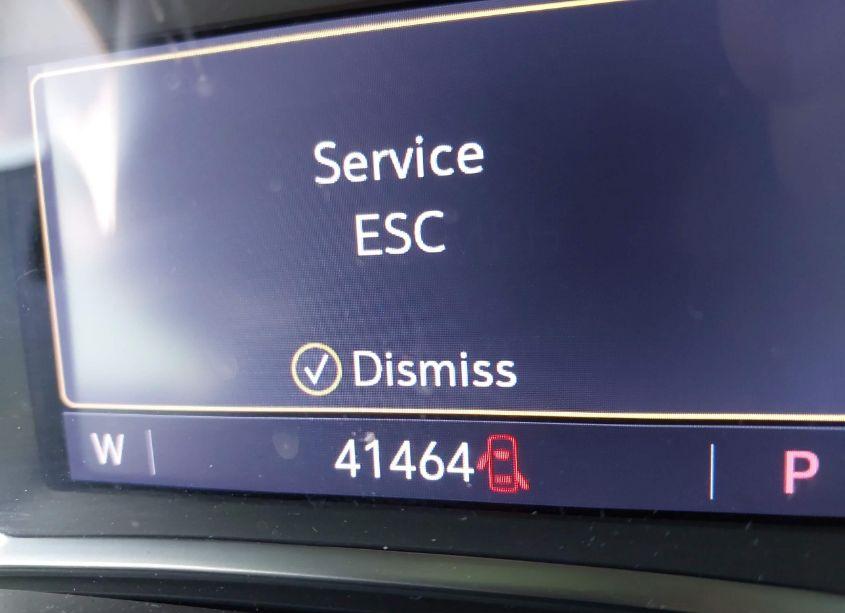 Service
ESC
Dismiss
W 41464 P